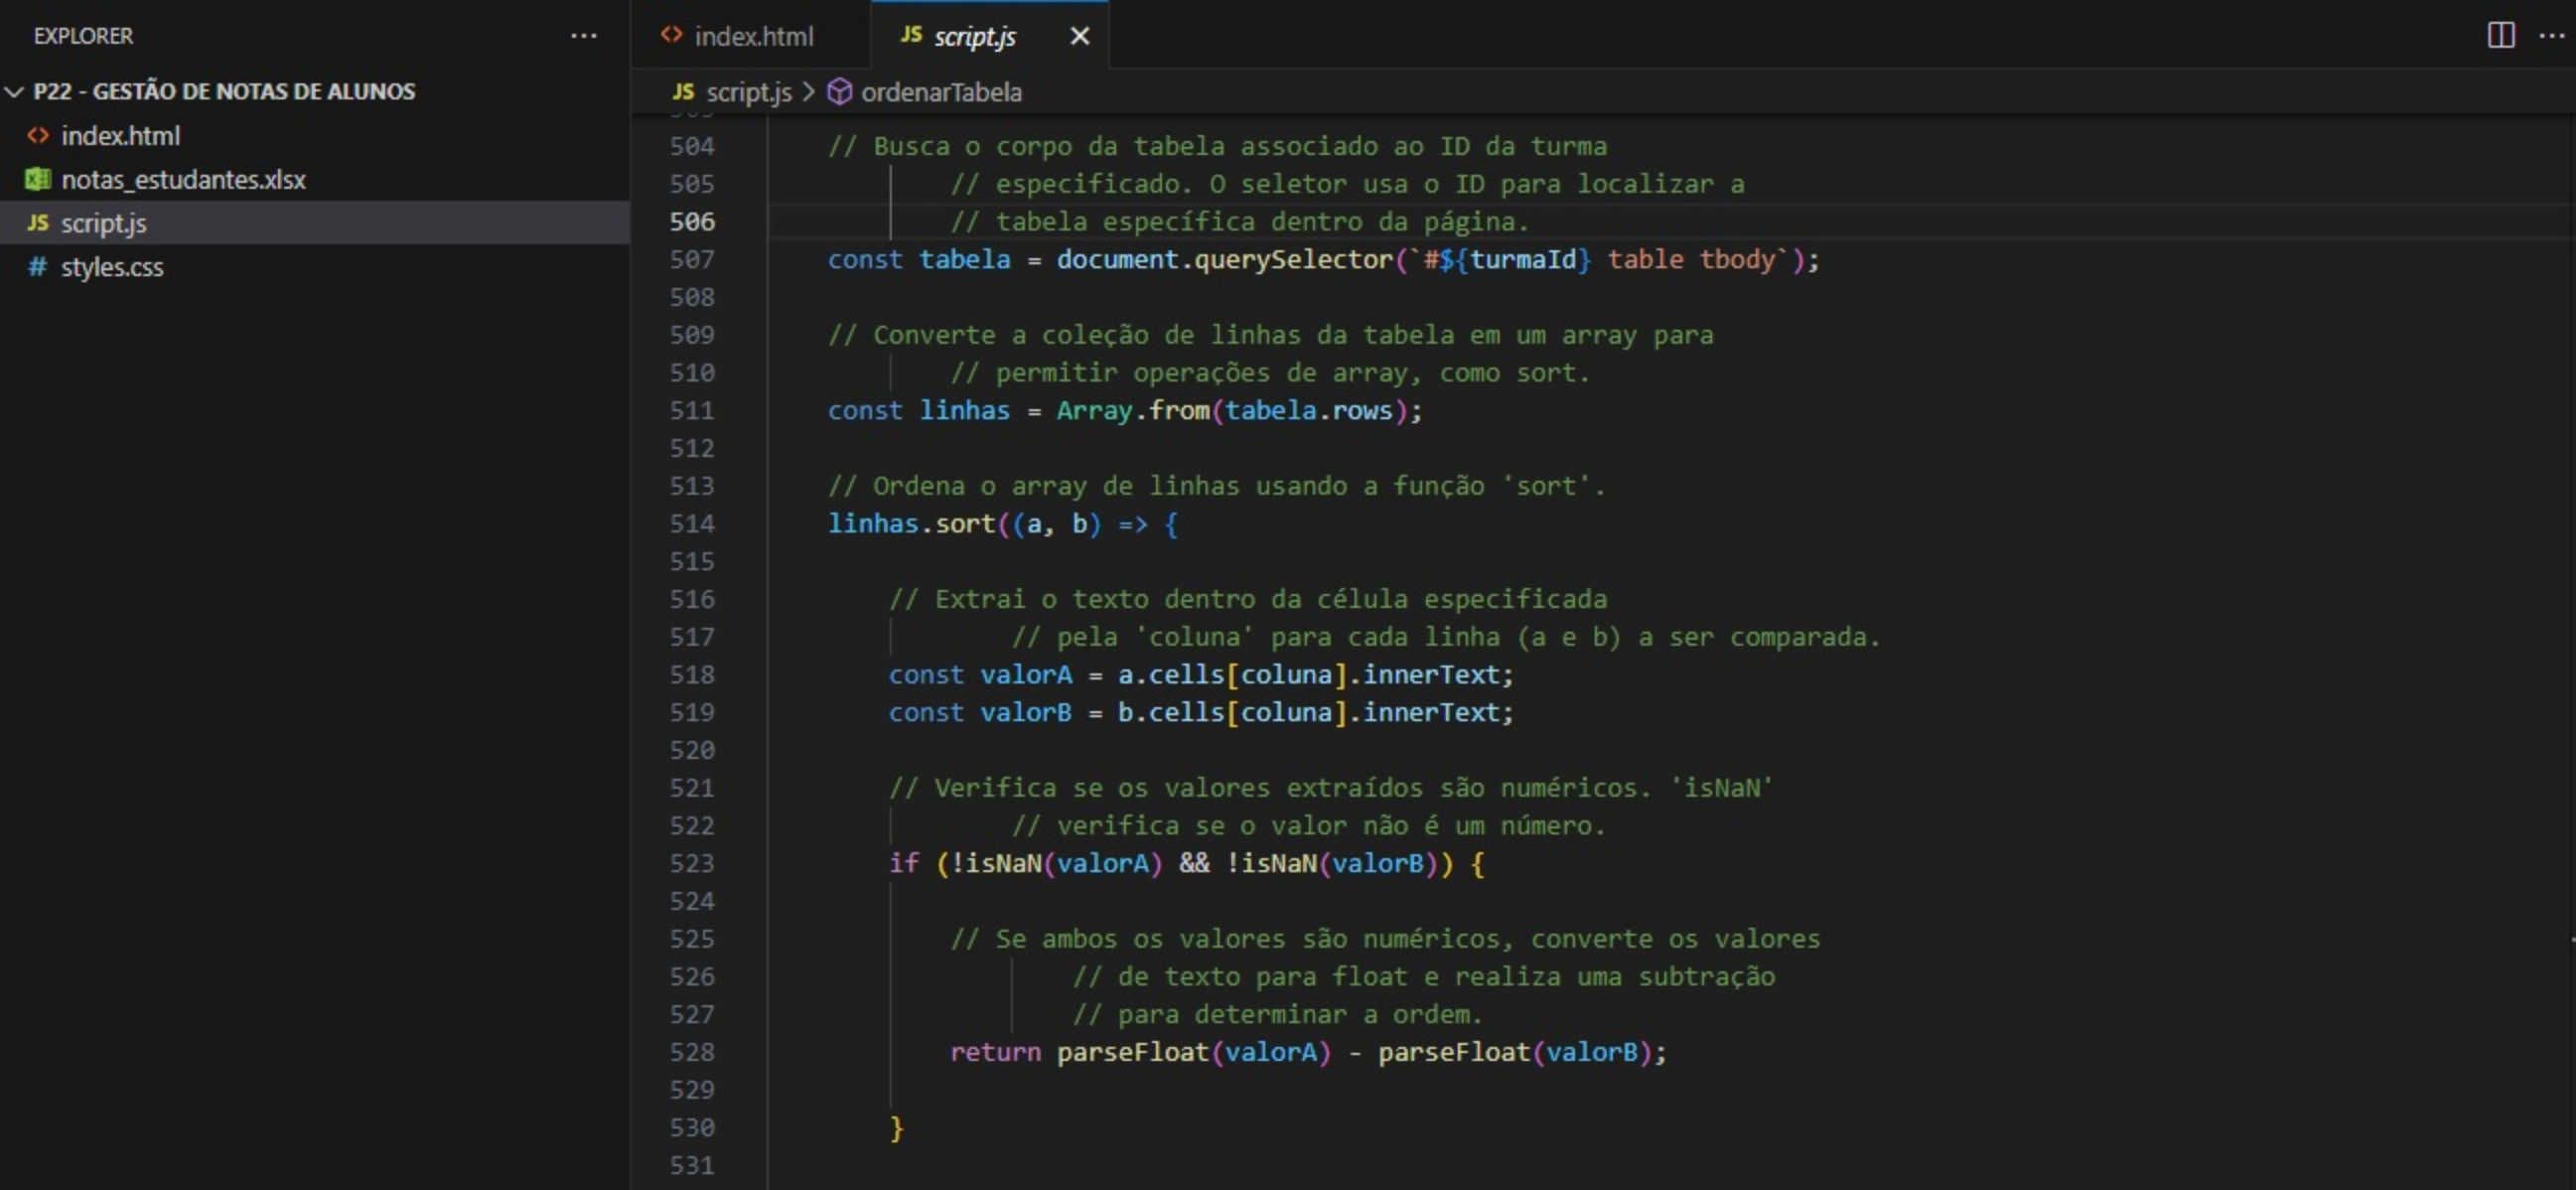 EXPLORER
P22 - GESTÃO DE NOTAS DE ALUNOS
index.html
notas_estudantes.xlsx
JS script.js
# styles.css
index.html
JS script.js
JS script.js > ordenarTabela
504 // Busca o corpo da tabela associado ao ID da turma
505 // especificado. O seletor usa o ID para localizar a
506 // tabela específica dentro da página.
507 const tabela = document.querySelector(`#${turmaId} table tbody`);
508
509 // Converte a coleção de linhas da tabela em um array para
510 // permitir operações de array, como sort.
511 const linhas = Array.from(tabela.rows);
512
513 // Ordena o array de linhas usando a função 'sort'.
514 linhas.sort((a, b) => {
515
516 // Extrai o texto dentro da célula especificada
517 // pela 'coluna' para cada linha (a e b) a ser comparada.
518 const valorA = a.cells[coluna].innerText;
519 const valorB = b.cells[coluna].innerText;
520
521 // Verifica se os valores extraídos são numéricos. 'isNaN'
522 // verifica se o valor não é um número.
523 if (!isNaN(valorA) && !isNaN(valorB)) {
524
525 // Se ambos os valores são numéricos, converte os valores
526 // de texto para float e realiza uma subtração
527 // para determinar a ordem.
528 return parseFloat(valorA) - parseFloat(valorB);
529
530 }
531